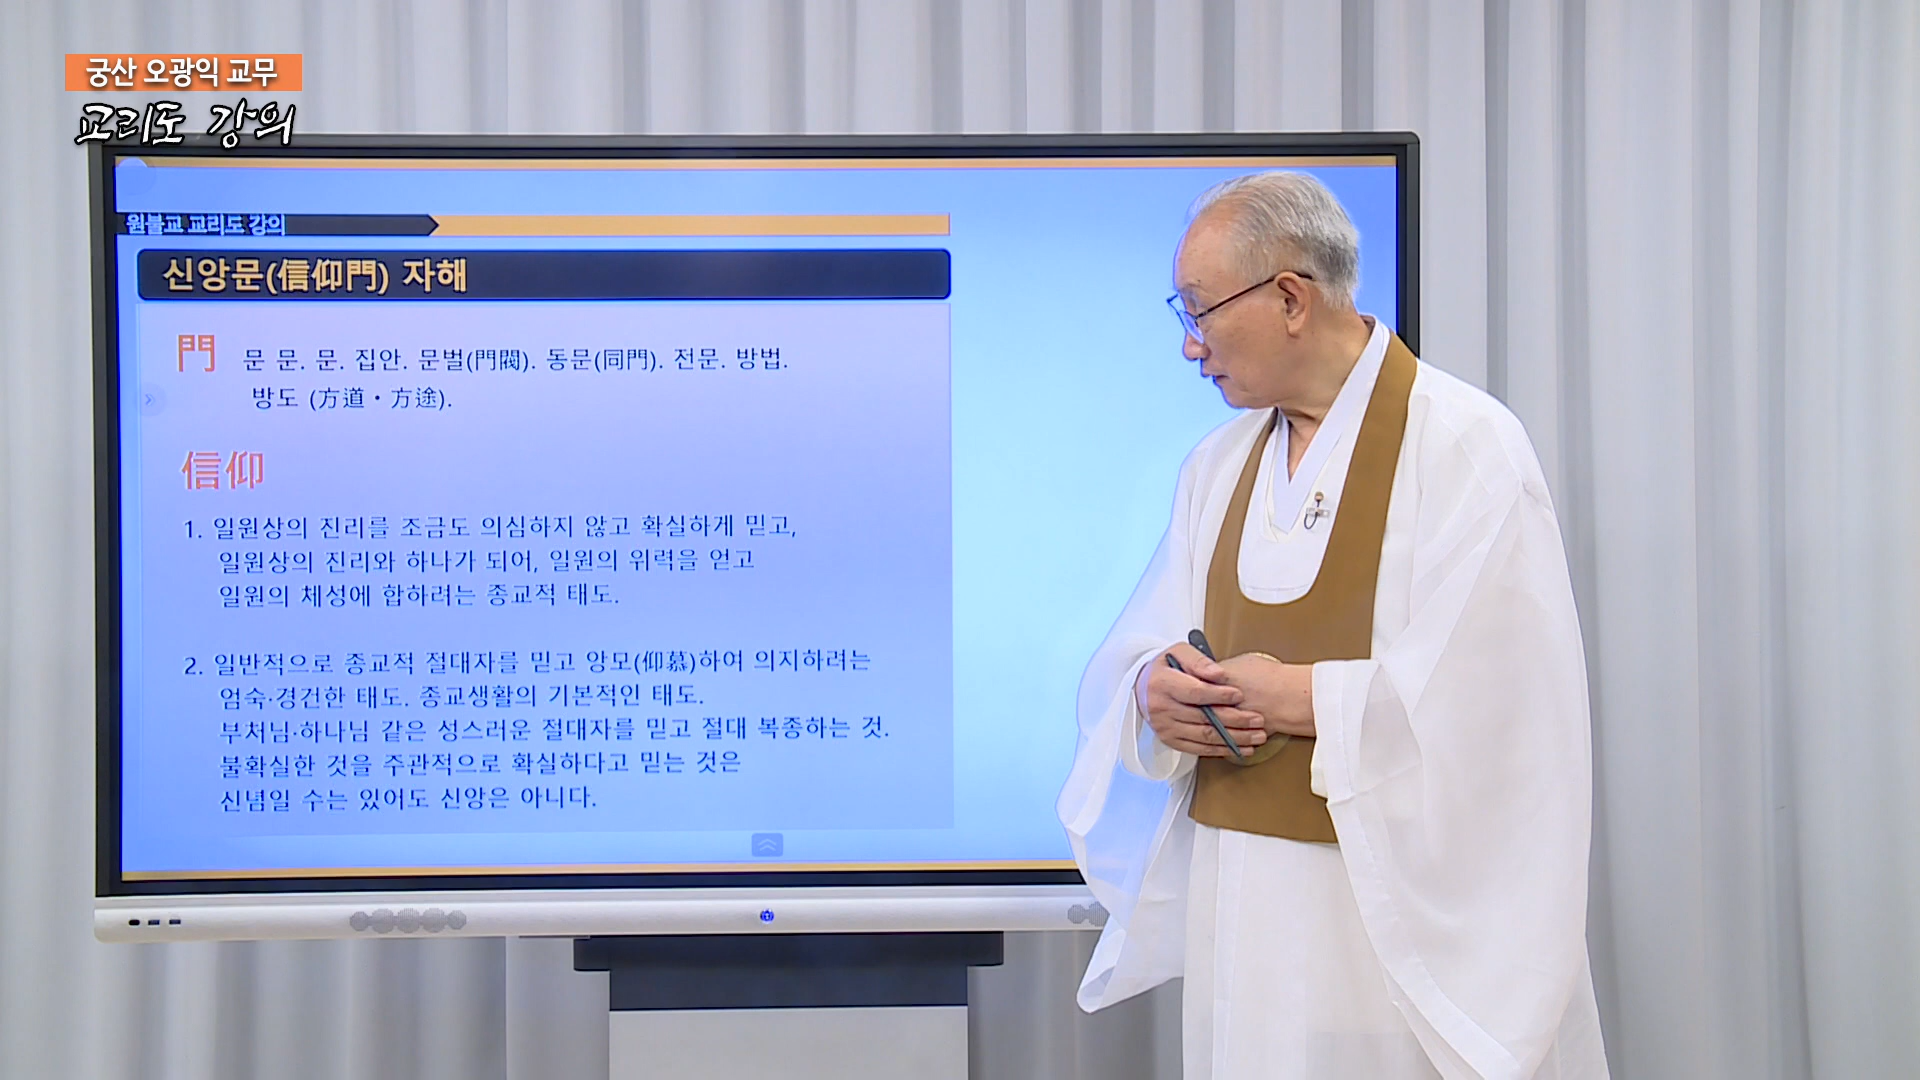 궁산 오광익 교무
교리도 강의
원불교 교리도 강의
신앙문(信仰門) 자해
門 문 문. 문. 집안. 문벌(門閥). 동문(同門). 전문. 방법.
방도 (方道·方途).
信仰
1. 일원상의 진리를 조금도 의심하지 않고 확실하게 믿고,
일원상의 진리와 하나가 되어, 일원의 위력을 얻고
일원의 체성에 합하려는 종교적 태도.
2. 일반적으로 종교적 절대자를 믿고 앙모(仰慕)하여 의지하려는
엄숙·경건한 태도. 종교생활의 기본적인 태도.
부처님·하나님 같은 성스러운 절대자를 믿고 절대 복종하는 것.
불확실한 것을 주관적으로 확실하다고 믿는 것은
신념일 수는 있어도 신앙은 아니다.